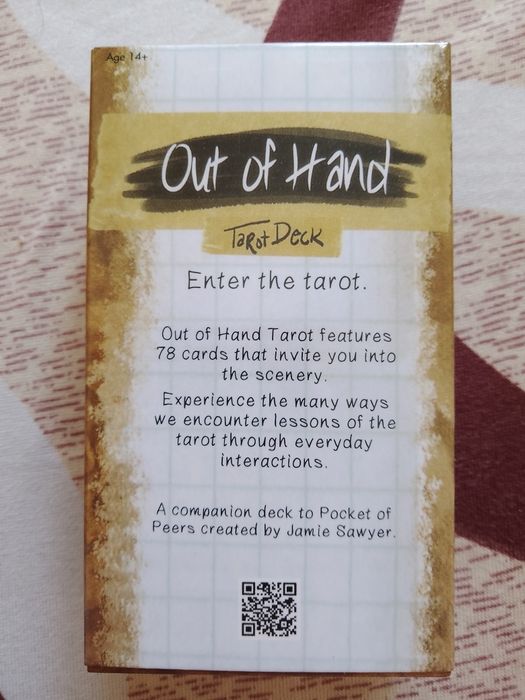 Age 14+
Out of Hand
Tarot Deck
Enter the tarot.
Out of Hand Tarot features
78 cards that invite you into
the scenery.
Experience the many ways
we encounter lessons of the
tarot through everyday
interactions.
A companion deck to Pocket of
Peers created by Jamie Sawyer.